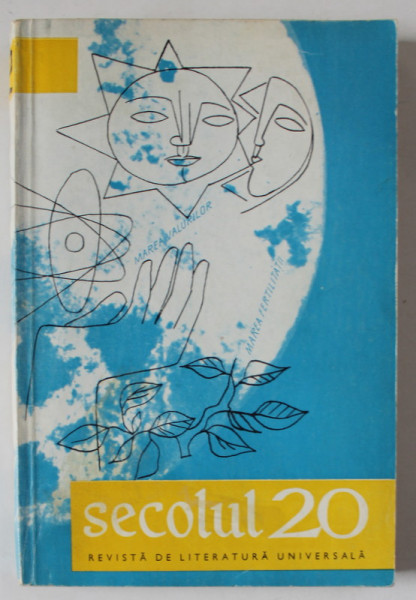 MAREA VALURILOR
MAREA FERTILITĂȚII
secolul 20
REVISTĂ DE LITERATURĂ UNIVERSALĂ